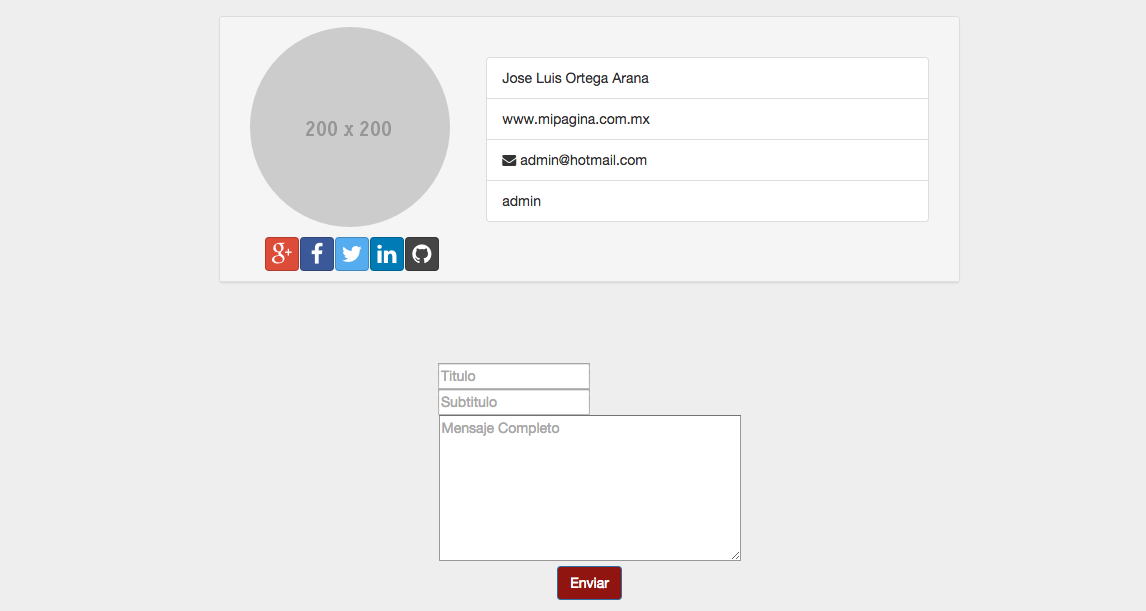 200 x 200
Jose Luis Ortega Arana
www.mipagina.com.mx
admin@hotmail.com
admin
g+ f in
Titulo
Subtitulo
Mensaje Completo
Enviar